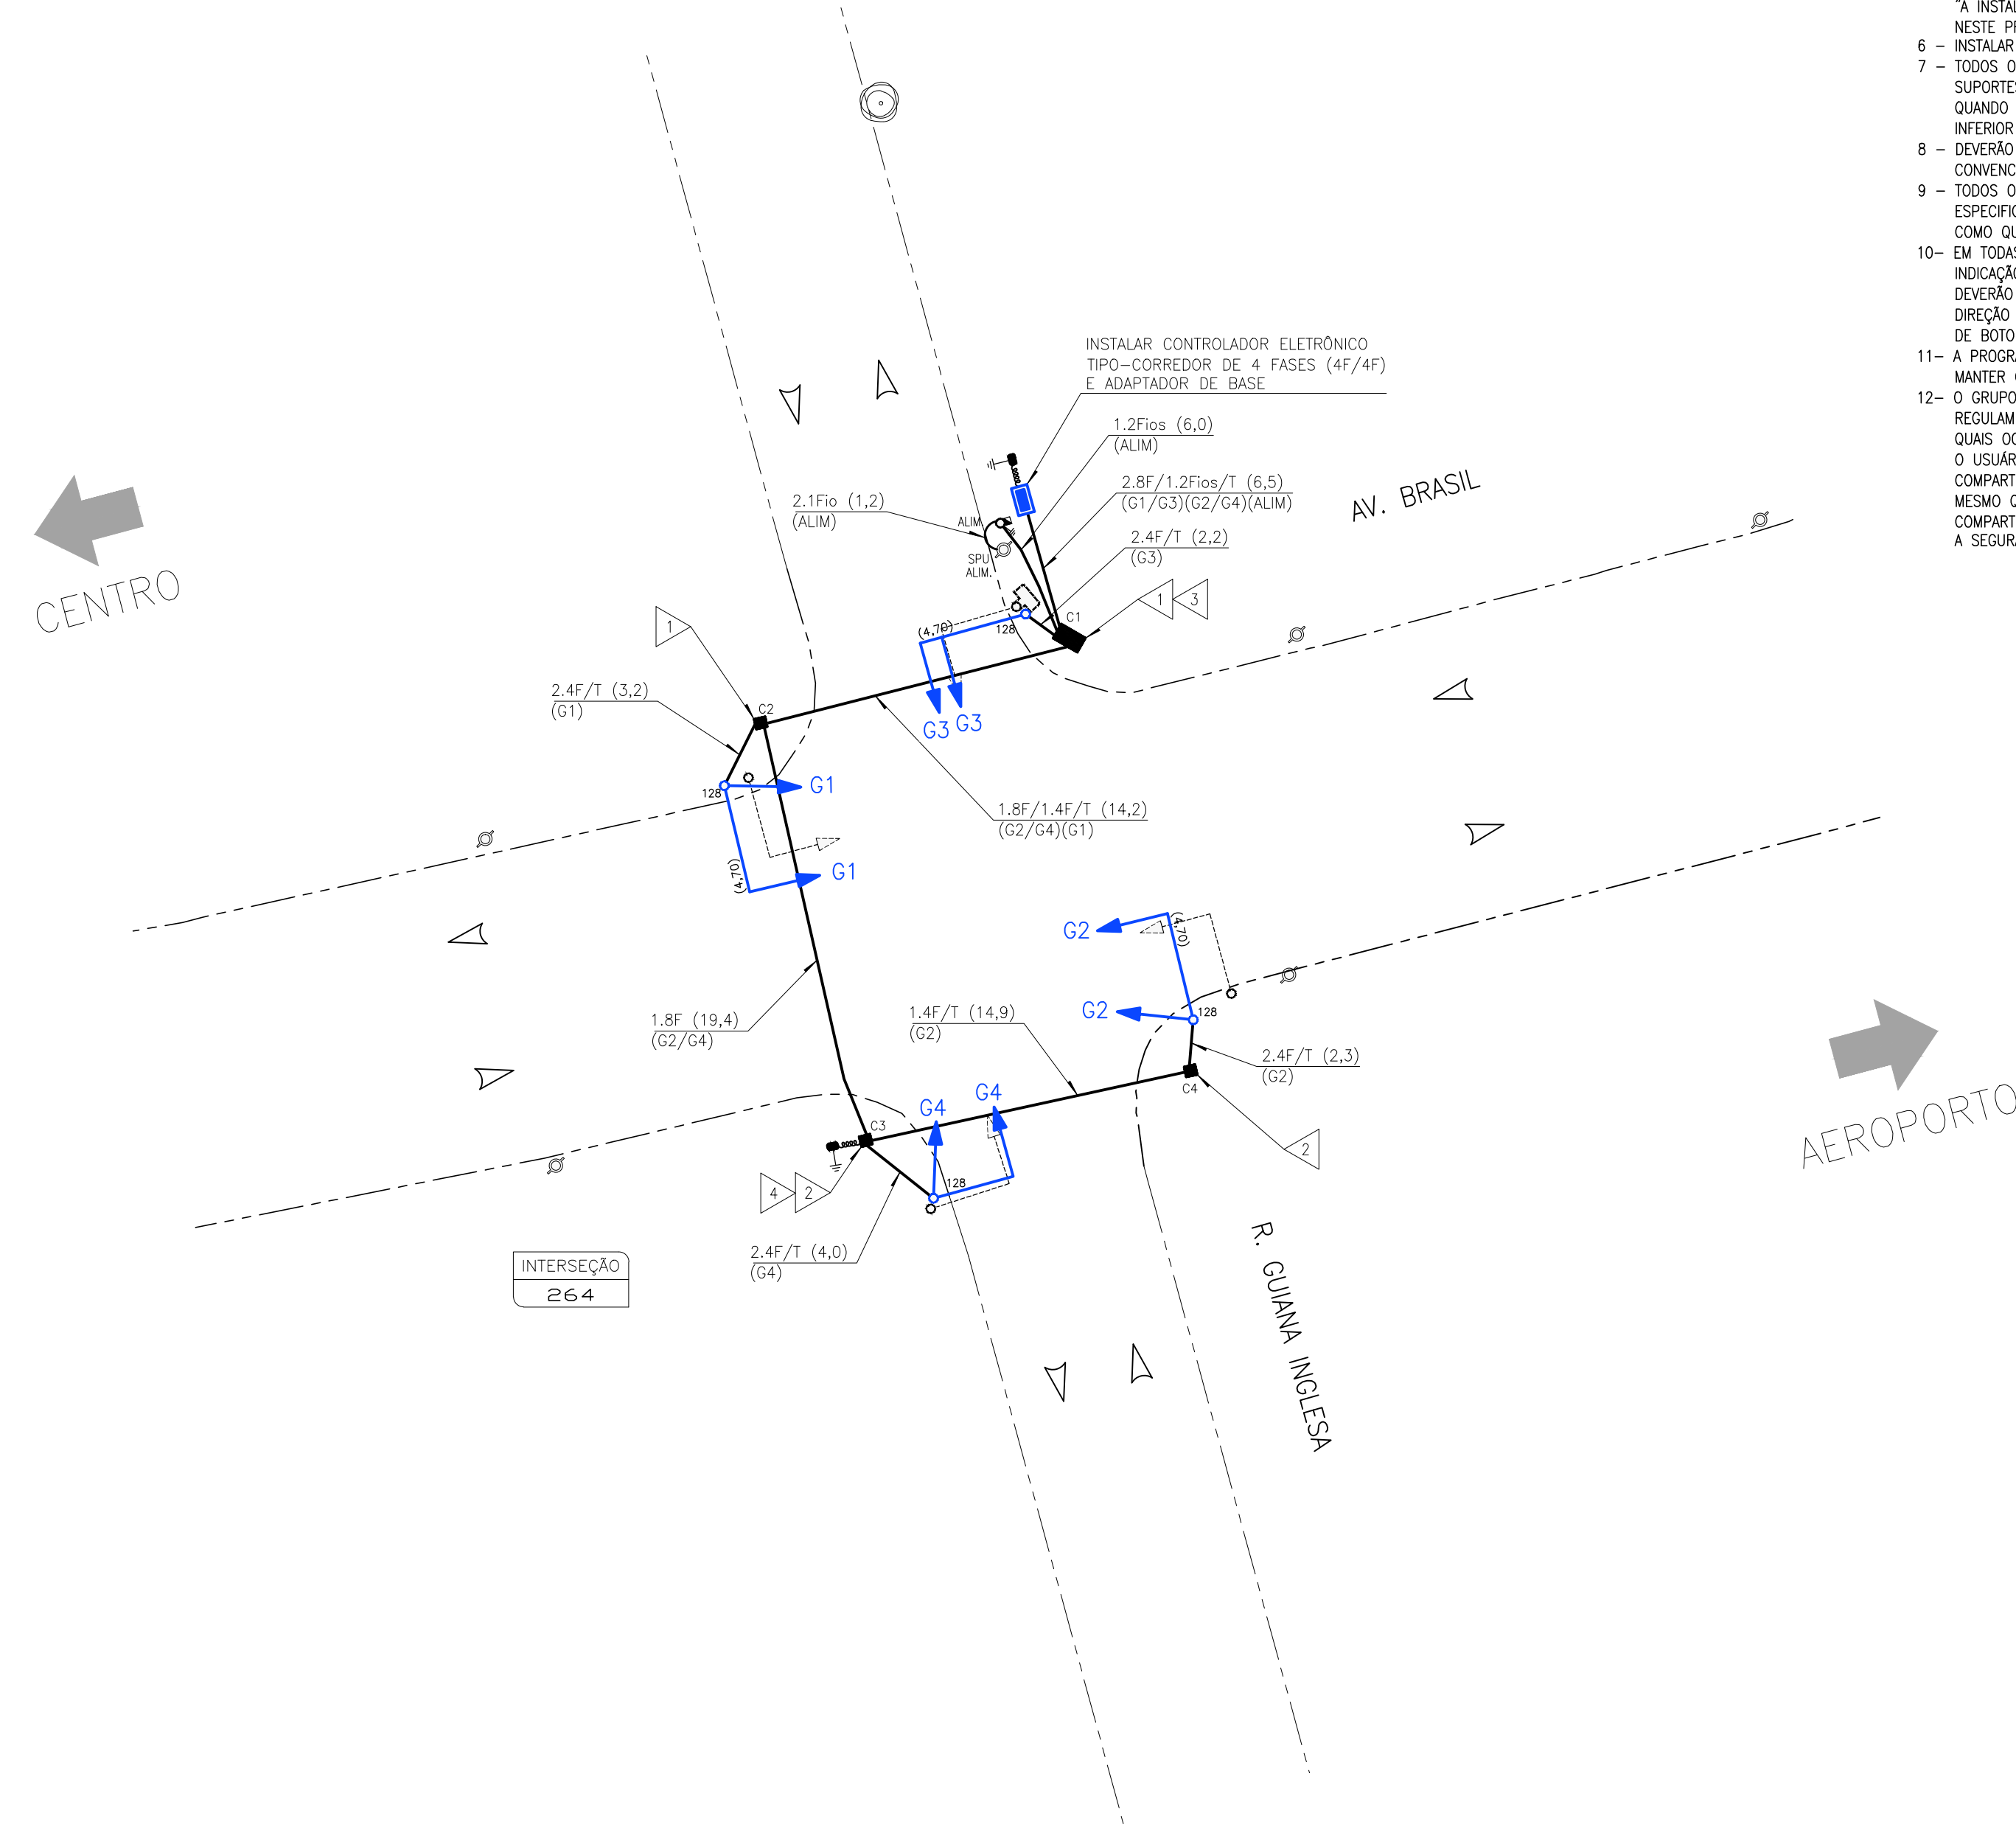 "A INSTAL
NESTE
6 - INSTALAR
7 - TODOS O
SUPORTES
QUANDO
INFERIOR
8 - DEVERÃO
CONVENC
9 - TODOS O
ESPECIFIC
COMO QU
10- EM TODAS
INDICAÇÃO
DEVERÃO
DIREÇÃO
DE BOTO
11- A PROGRA
MANTER
12- O GRUPO
REGULAM
QUAIS OC
O USUÁR
COMPART
MESMO Q
COMPART
A SEGURA
INSTALAR CONTROLADOR ELETRÔNICO
TIPO-CORREDOR DE 4 FASES (4F/4F)
E ADAPTADOR DE BASE
1.2Fios (6,0)
(ALIM)
2.8F/1.2Fios/T (6,5)
(G1/G3)(G2/G4)(ALIM)
2.4F/T (2,2)
(G3)
2.1Fio (1,2)
(ALIM)
ALIM.
SPU
ALIM.
AV. BRASIL
CENTRO
1
3
C1
128
(4,70)
G3
G3
1
2.4F/T (3,2)
(G1)
C2
128
G1
G1
(4,70)
1.8F/1.4F/T (14,2)
(G2/G4)(G1)
G2
G2
(4,70)
128
1.8F (19,4)
(G2/G4)
1.4F/T (14,9)
(G2)
2.4F/T (2,3)
(G2)
C4
2
G4
G4
C3
128
4
2
2.4F/T (4,0)
(G4)
AEROPORTO
R. GUIANA INGLESA
INTERSEÇÃO
264